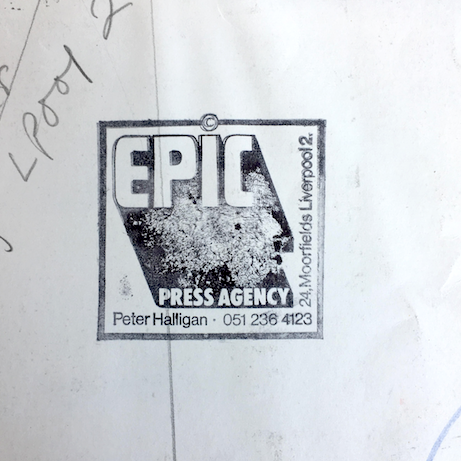 LPOOL 2
©
EPIC
PRESS AGENCY
Peter Halligan · 051 236 4123
24, Moorfields Liverpool 2.